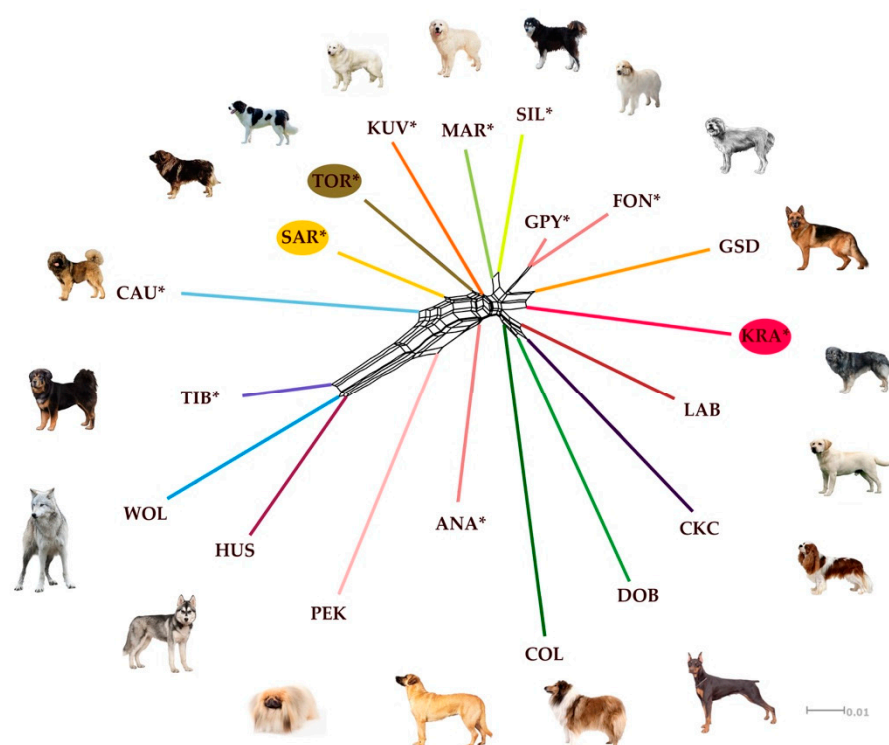 SIL*
KUV*
MAR*
TOR*
FON*
GPY*
SAR*
GSD
CAU*
KRA*
TIB*
LAB
WOL
ANA*
CKC
HUS
DOB
PEK
COL
0.01